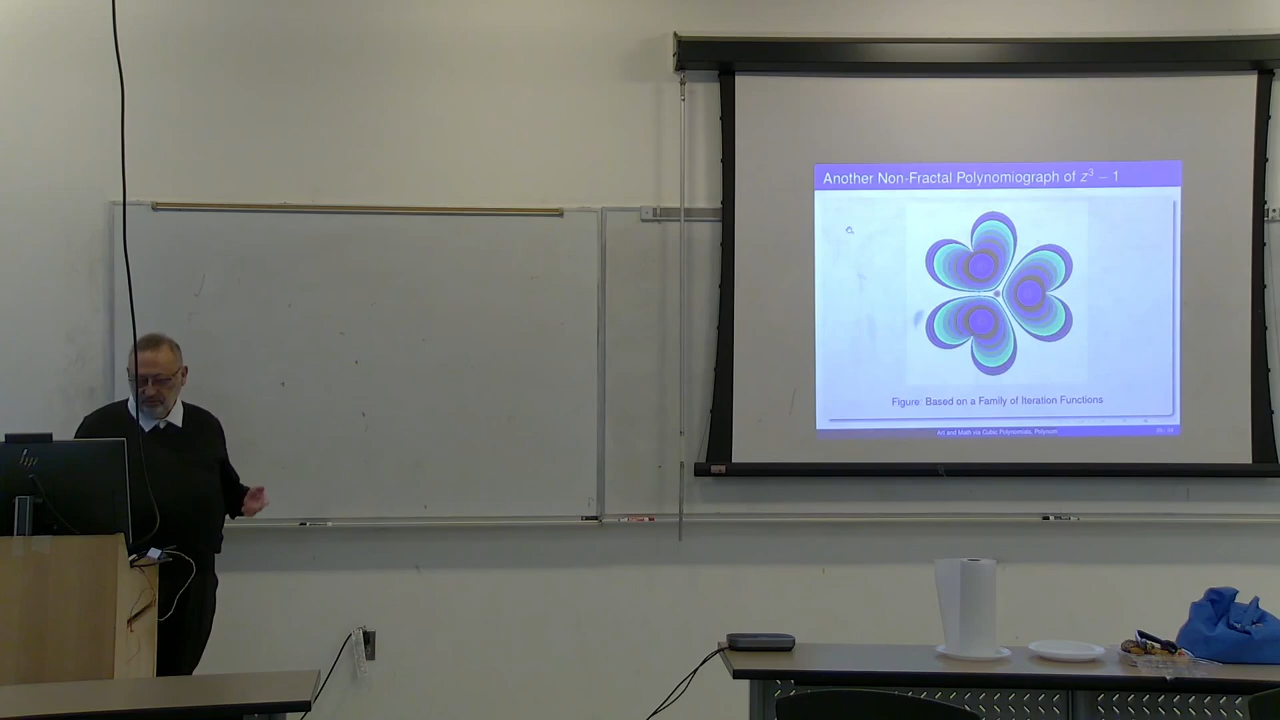 Another Non-Fractal Polynomiograph of z³ − 1
Figure: Based on a Family of Iteration Functions
Art and Math via Cubic Polynomials, Polynom
hp